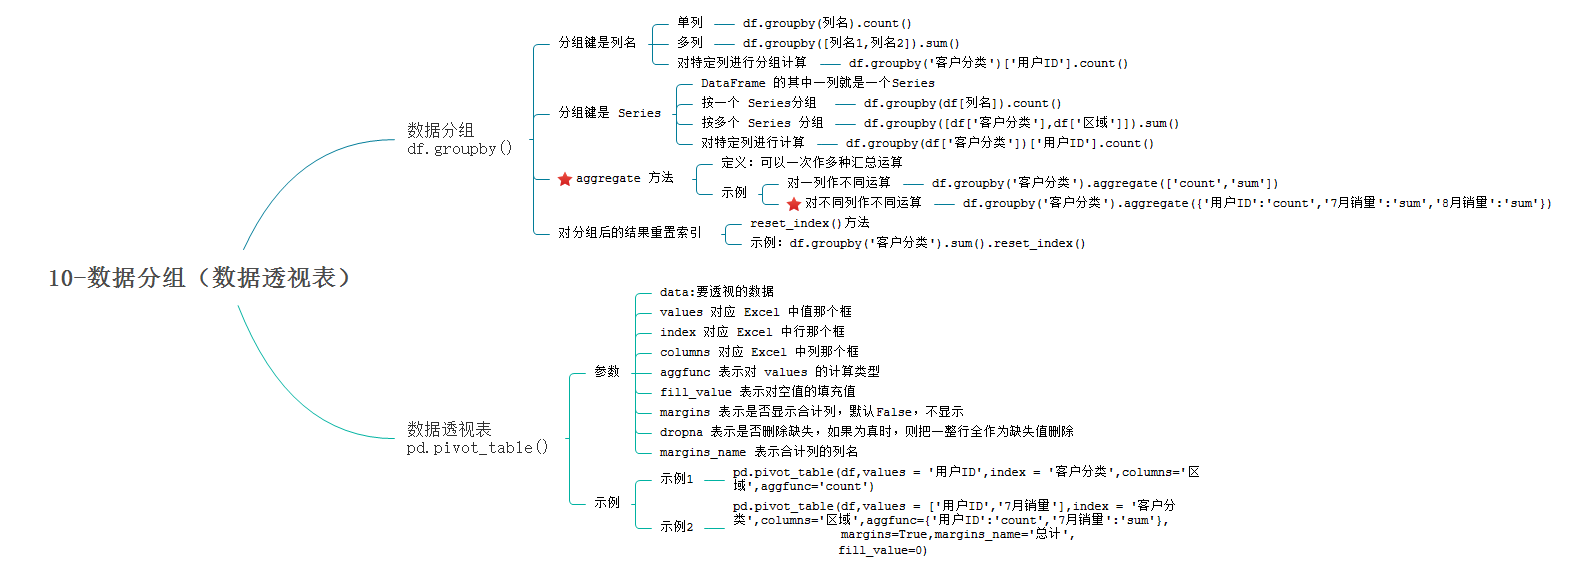 10-数据分组（数据透视表）
数据分组
df.groupby()
分组键是列名
单列
df.groupby(列名).count()
多列
df.groupby([列名1,列名2]).sum()
对特定列进行分组计算
df.groupby('客户分类')['用户ID'].count()
分组键是 Series
DataFrame 的其中一列就是一个Series
按一个 Series分组
df.groupby(df[列名]).count()
按多个 Series 分组
df.groupby([df['客户分类'],df['区域']]).sum()
对特定列进行计算
df.groupby(df['客户分类'])['用户ID'].count()
aggregate 方法
定义：可以一次作多种汇总运算
示例
对一列作不同运算
df.groupby('客户分类').aggregate(['count','sum'])
对不同列作不同运算
df.groupby('客户分类').aggregate({'用户ID':'count','7月销量':'sum','8月销量':'sum'})
对分组后的结果重置索引
reset_index()方法
示例：df.groupby('客户分类').sum().reset_index()
数据透视表
pd.pivot_table()
参数
data:要透视的数据
values 对应 Excel 中值那个框
index 对应 Excel 中行那个框
columns 对应 Excel 中列那个框
aggfunc 表示对 values 的计算类型
fill_value 表示对空值的填充值
margins 表示是否显示合计列，默认False，不显示
dropna 表示是否删除缺失，如果为真时，则把一整行全作为缺失值删除
margins_name 表示合计列的列名
示例
示例1
pd.pivot_table(df,values = '用户ID',index = '客户分类',columns='区
域',aggfunc='count')
示例2
pd.pivot_table(df,values = ['用户ID','7月销量'],index = '客户分
类',columns='区域',aggfunc={'用户ID':'count','7月销量':'sum'},
margins=True,margins_name='总计',
fill_value=0)